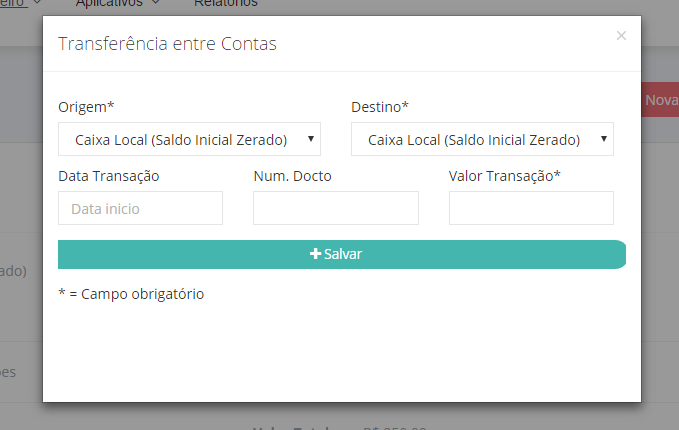 eiro Aplicativos Relatórios
×
Transferência entre Contas
Nova
Origem* Destino*
Caixa Local (Saldo Inicial Zerado) Caixa Local (Saldo Inicial Zerado)
Data Transação Num. Docto Valor Transação*
Data inicio
Salvar
ado)
* = Campo obrigatório